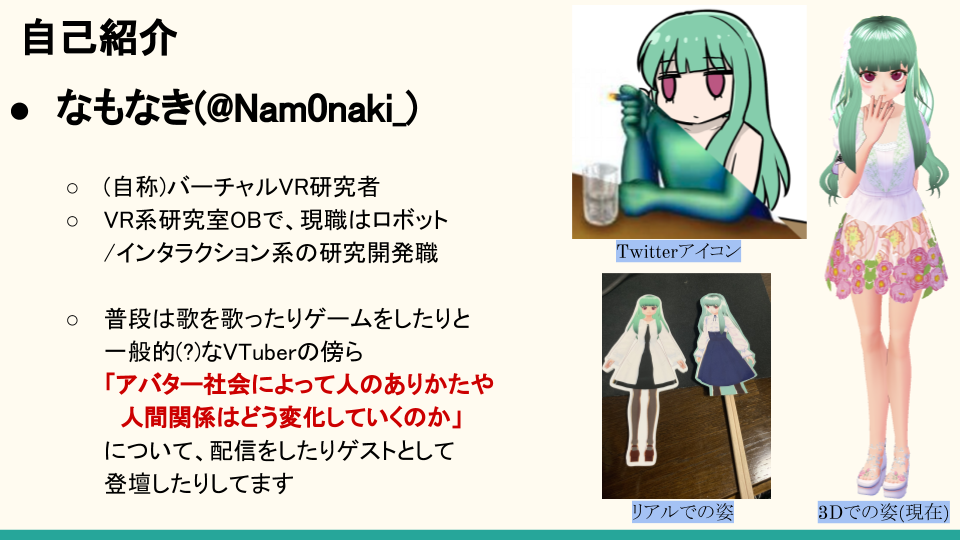 自己紹介
● なもなき(@Nam0naki_)
○ (自称)バーチャルVR研究者
○ VR系研究室OBで、現職はロボット
/インタラクション系の研究開発職
○ 普段は歌を歌ったりゲームをしたりと
一般的(?)なVTuberの傍ら
「アバター社会によって人のありかたや
人間関係はどう変化していくのか」
について、配信をしたりゲストとして
登壇したりしてます
Twitterアイコン
リアルでの姿
3Dでの姿(現在)